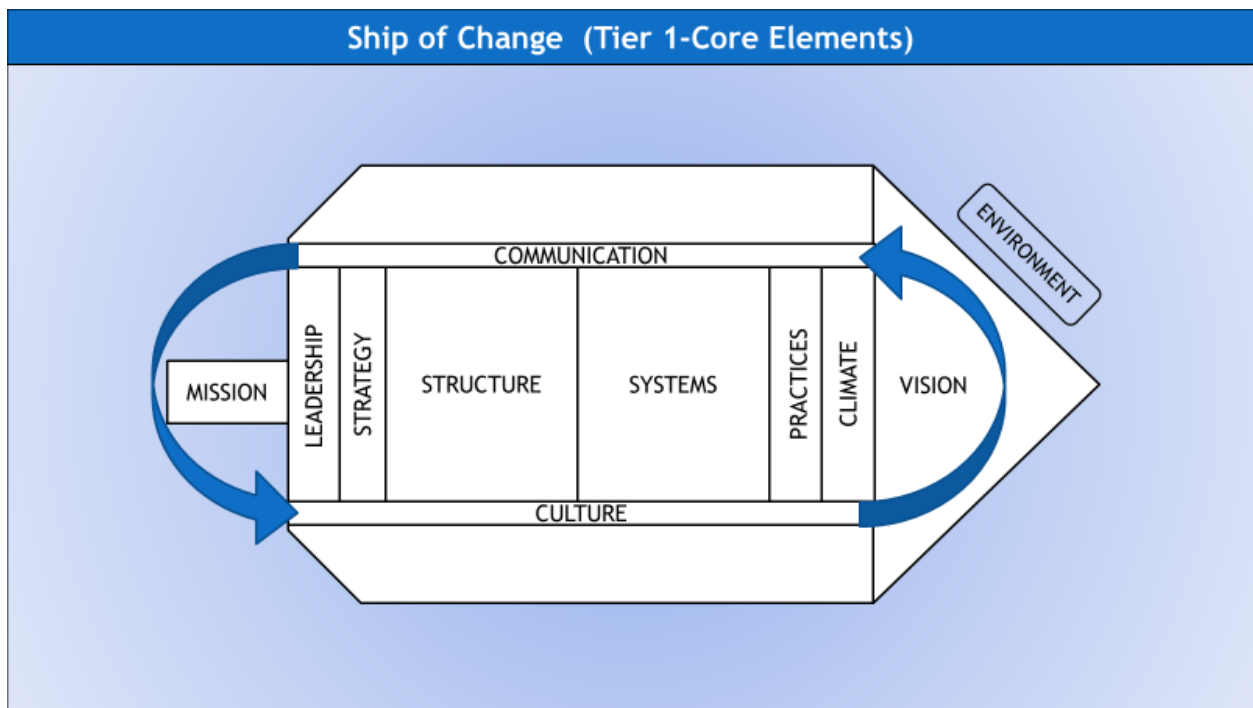 Ship of Change (Tier 1-Core Elements)
ENVIRONMENT
COMMUNICATION
MISSION
LEADERSHIP
STRATEGY
STRUCTURE
SYSTEMS
PRACTICES
CLIMATE
VISION
CULTURE